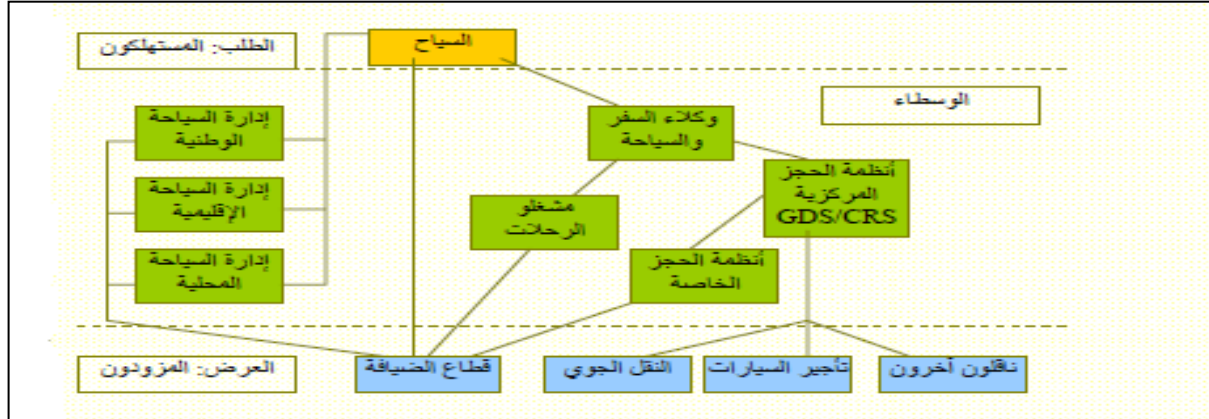 السياح
الطلب: المستهلكون
الوسطاء
وكلاء السفر
والسياحة
إدارة السياحة
الوطنية
أنظمة الحجز
المركزية
GDS/CRS
إدارة السياحة
الإقليمية
مشغلو
الرحلات
إدارة السياحة
المحلية
أنظمة الحجز
الخاصة
ناقلون آخرون
تأجير السيارات
النقل الجوي
قطاع الضيافة
العرض: المزودون